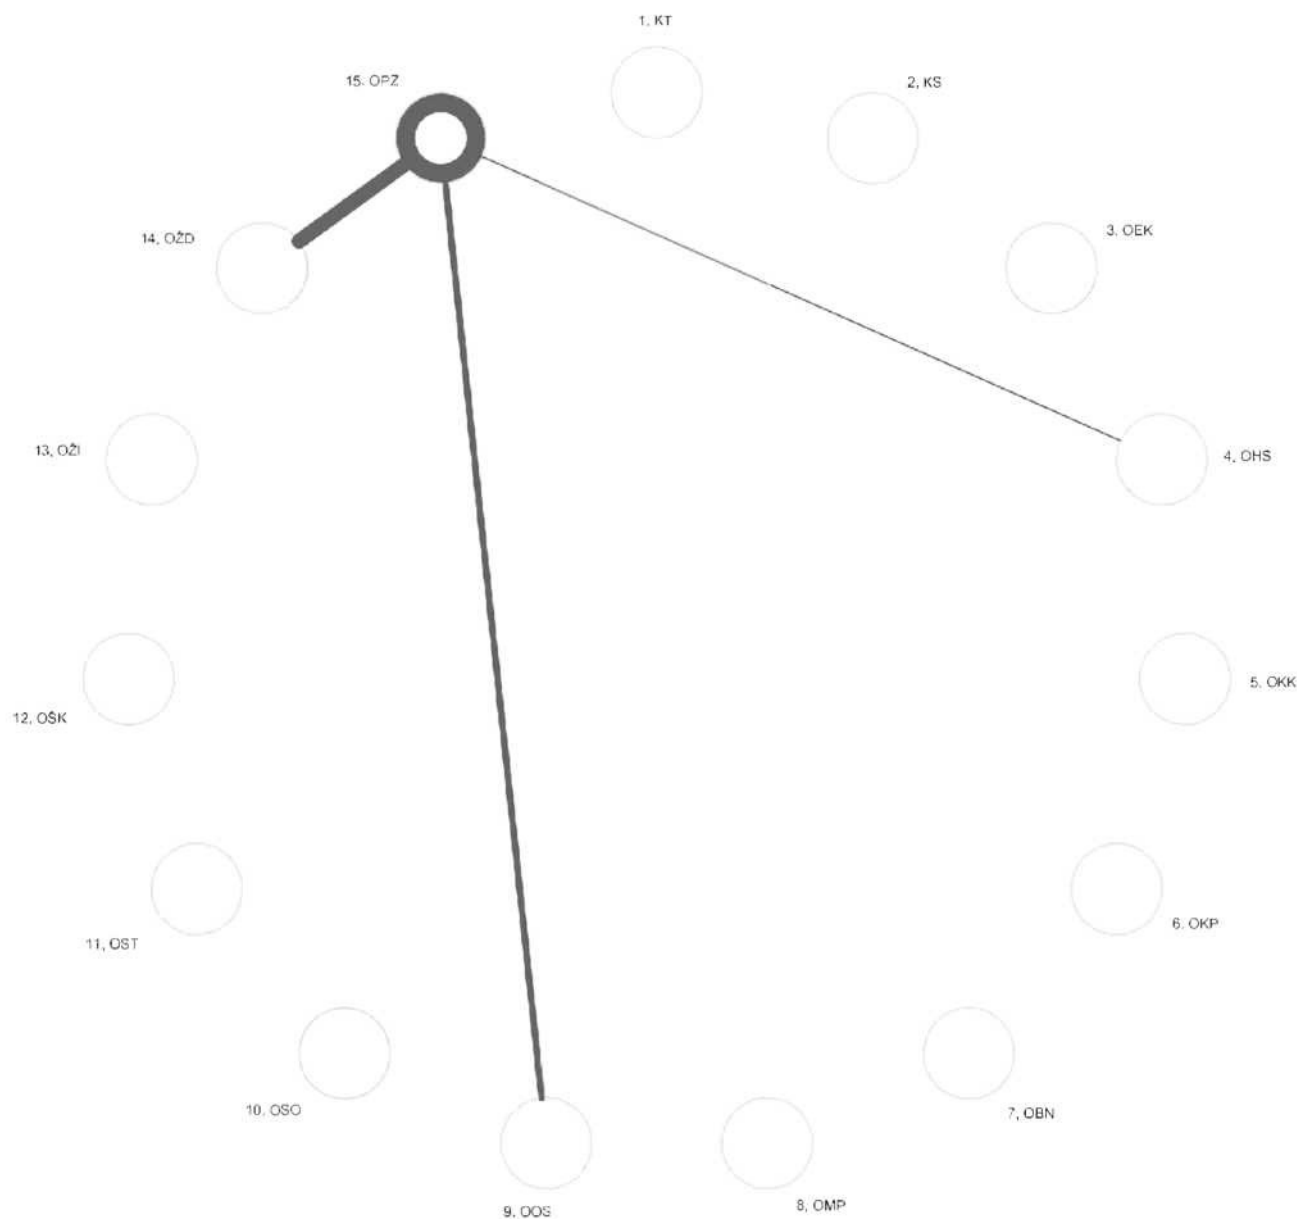 1, KT
2, KS
3. OEK
4, OHS
5. OKK
6. OKP
7, OBN
8, OMP
9. OOS
10. OSO
11, OST
12, OŠK
13, OŽI
14, OŽD
15. OPZ